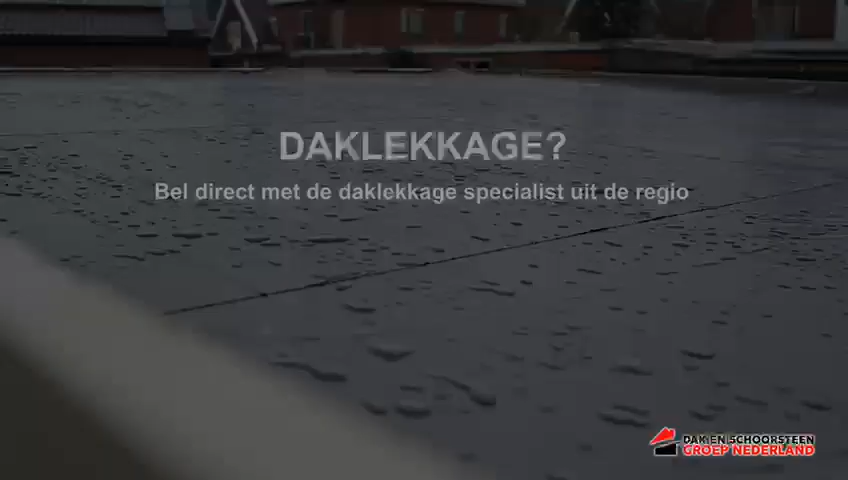 DAKLEKKAGE?
Bel direct met de daklekkage specialist uit de regio
DAK EN SCHOORSTEEN
GROEP NEDERLAND